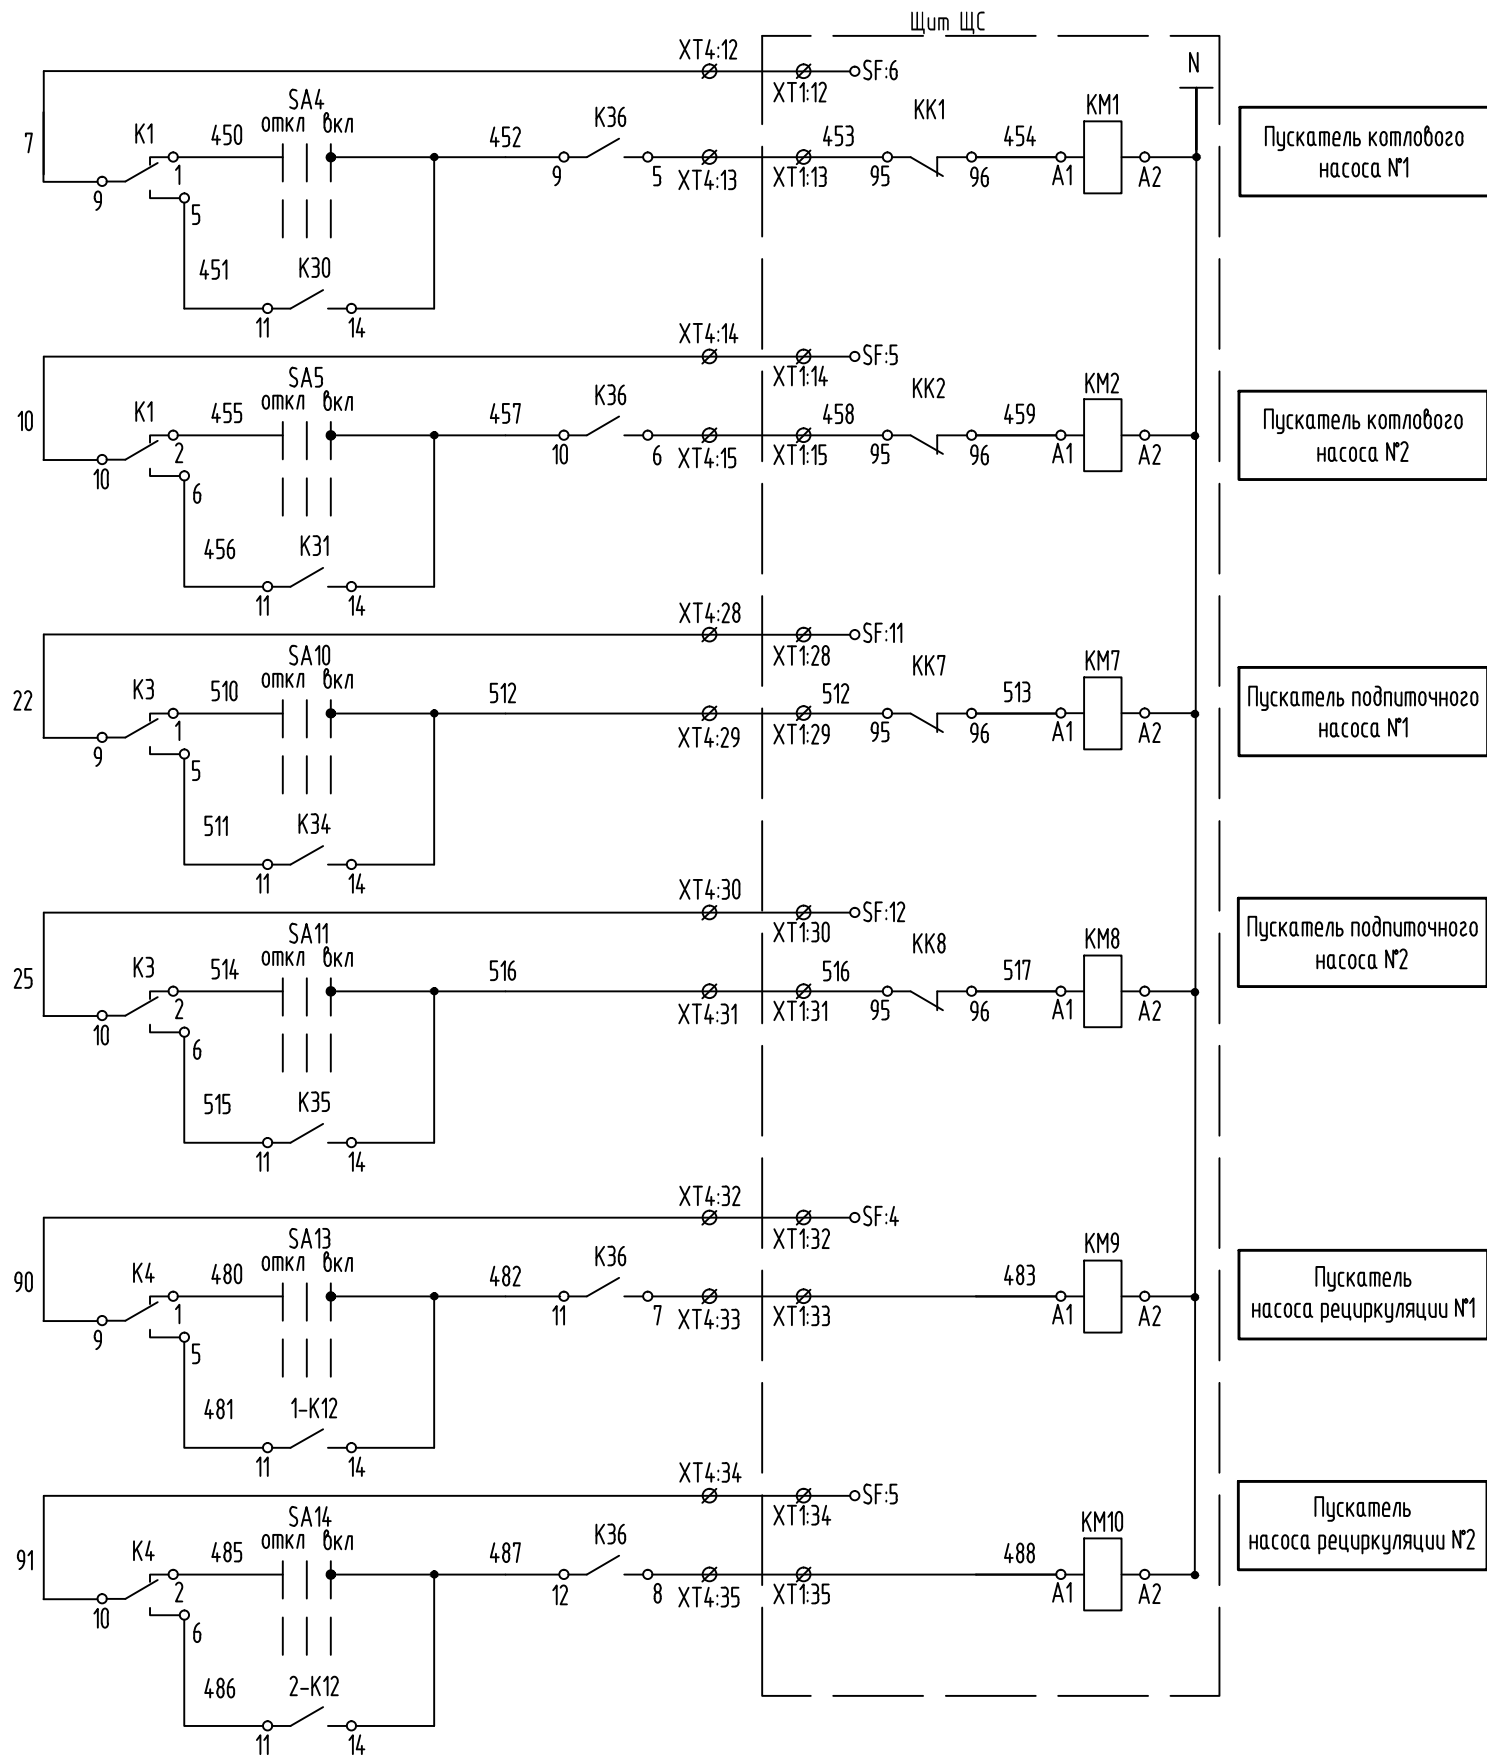 Щит ЩС
XT4:12
SF:6
N
XT1:12
SA4
откл вкл
7
K1
450
452
K36
453
KK1
454
KM1
9
1
5
9
5
XT4:13
XT1:13
95
96
A1
A2
451
K30
11
14
Пускатель котлового
насоса №1
XT4:14
SF:5
XT1:14
SA5
откл вкл
10
K1
455
457
K36
458
KK2
459
KM2
10
2
6
10
6
XT4:15
XT1:15
95
96
A1
A2
456
K31
11
14
Пускатель котлового
насоса №2
XT4:28
SF:11
XT1:28
SA10
откл вкл
22
K3
510
512
512
KK7
513
KM7
9
1
5
XT4:29
XT1:29
95
96
A1
A2
511
K34
11
14
Пускатель подпиточного
насоса №1
XT4:30
SF:12
XT1:30
SA11
откл вкл
25
K3
514
516
516
KK8
517
KM8
10
2
6
XT4:31
XT1:31
95
96
A1
A2
515
K35
11
14
Пускатель подпиточного
насоса №2
XT4:32
SF:4
XT1:32
SA13
откл вкл
90
K4
480
482
K36
483
KM9
9
1
5
11
7
XT4:33
XT1:33
A1
A2
481
1-K12
11
14
Пускатель
насоса рециркуляции №1
XT4:34
SF:5
XT1:34
SA14
откл вкл
91
K4
485
487
K36
488
KM10
10
2
6
12
8
XT4:35
XT1:35
A1
A2
486
2-K12
11
14
Пускатель
насоса рециркуляции №2